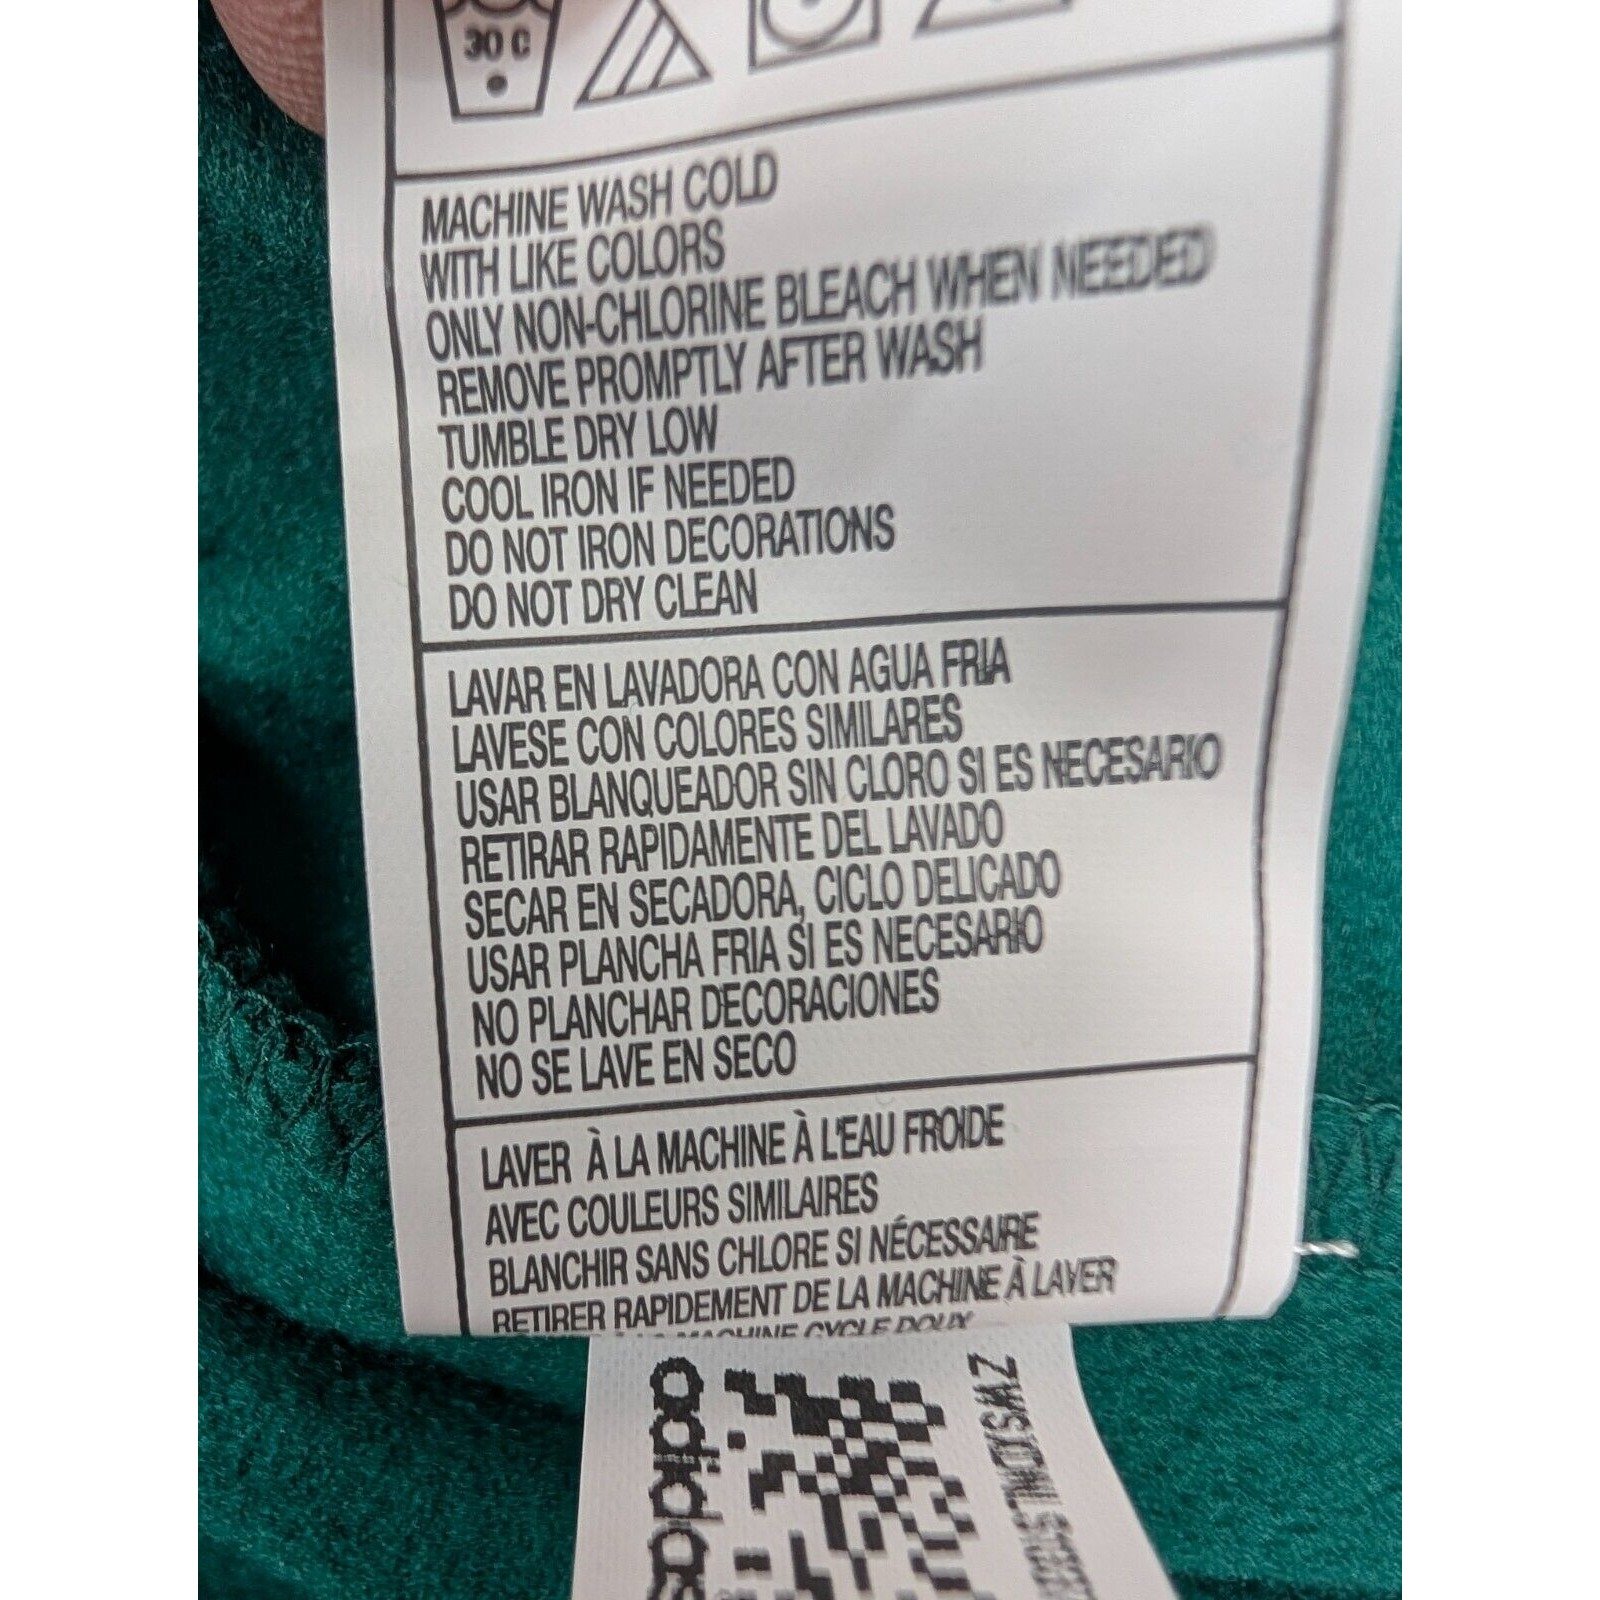 30 C
MACHINE WASH COLD
WITH LIKE COLORS
ONLY NON-CHLORINE BLEACH WHEN NEEDED
REMOVE PROMPTLY AFTER WASH
TUMBLE DRY LOW
COOL IRON IF NEEDED
DO NOT IRON DECORATIONS
DO NOT DRY CLEAN
LAVAR EN LAVADORA CON AGUA FRIA
LAVESE CON COLORES SIMILARES
USAR BLANQUEADOR SIN CLORO SI ES NECESARIO
RETIRAR RAPIDAMENTE DEL LAVADO
SECAR EN SECADORA, CICLO DELICADO
USAR PLANCHA FRIA SI ES NECESARIO
NO PLANCHAR DECORACIONES
NO SE LAVE EN SECO
LAVER À LA MACHINE À L'EAU FROIDE
AVEC COULEURS SIMILAIRES
BLANCHIR SANS CHLORE SI NÉCESSAIRE
RETIRER RAPIDEMENT DE LA MACHINE À LAVER
MACHINE CYCLE DOUX
adidas